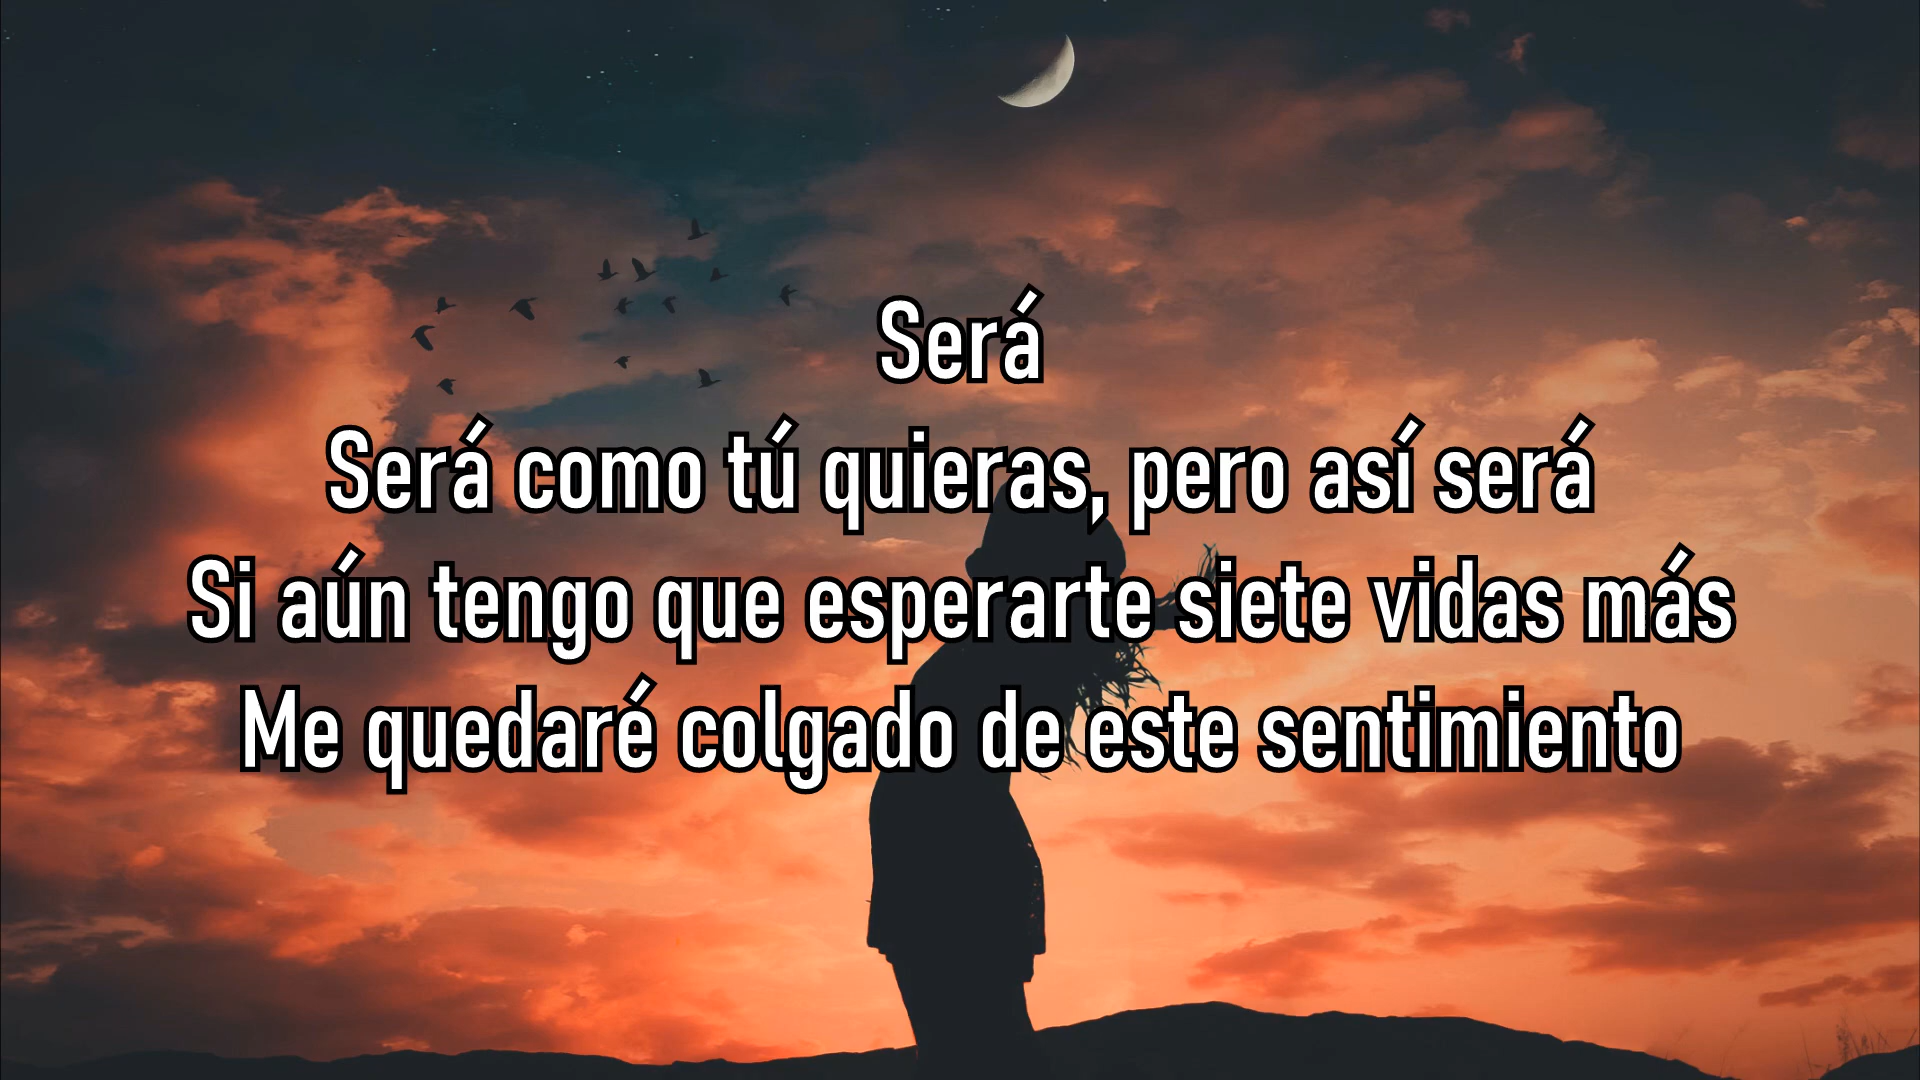 Será
Será como tú quieras, pero así será
Si aún tengo que esperarte siete vidas más
Me quedaré colgado de este sentimiento